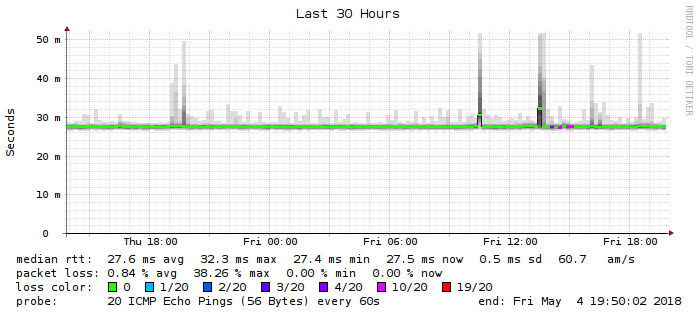 Last 30 Hours
RRDTOOL / TOBI OETIKER
Seconds
50 m
40 m
30 m
20 m
10 m
0
Thu 18:00 Fri 00:00 Fri 06:00 Fri 12:00 Fri 18:00
median rtt: 27.6 ms avg 32.3 ms max 27.4 ms min 27.5 ms now 0.5 ms sd 60.7 am/s
packet loss: 0.84 % avg 38.26 % max 0.00 % min 0.00 % now
loss color: 0 1/20 2/20 3/20 4/20 10/20 19/20
probe: 20 ICMP Echo Pings (56 Bytes) every 60s end: Fri May 4 19:50:02 2018